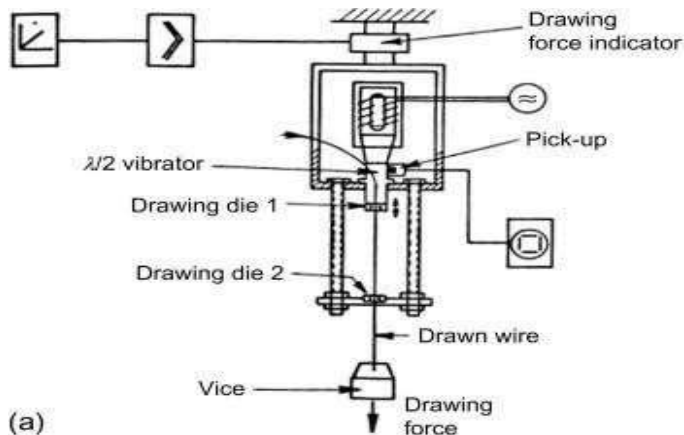 Drawing
force indicator
Pick-up
λ/2 vibrator
Drawing die 1
Drawing die 2
Drawn wire
Vice
Drawing
force
(a)